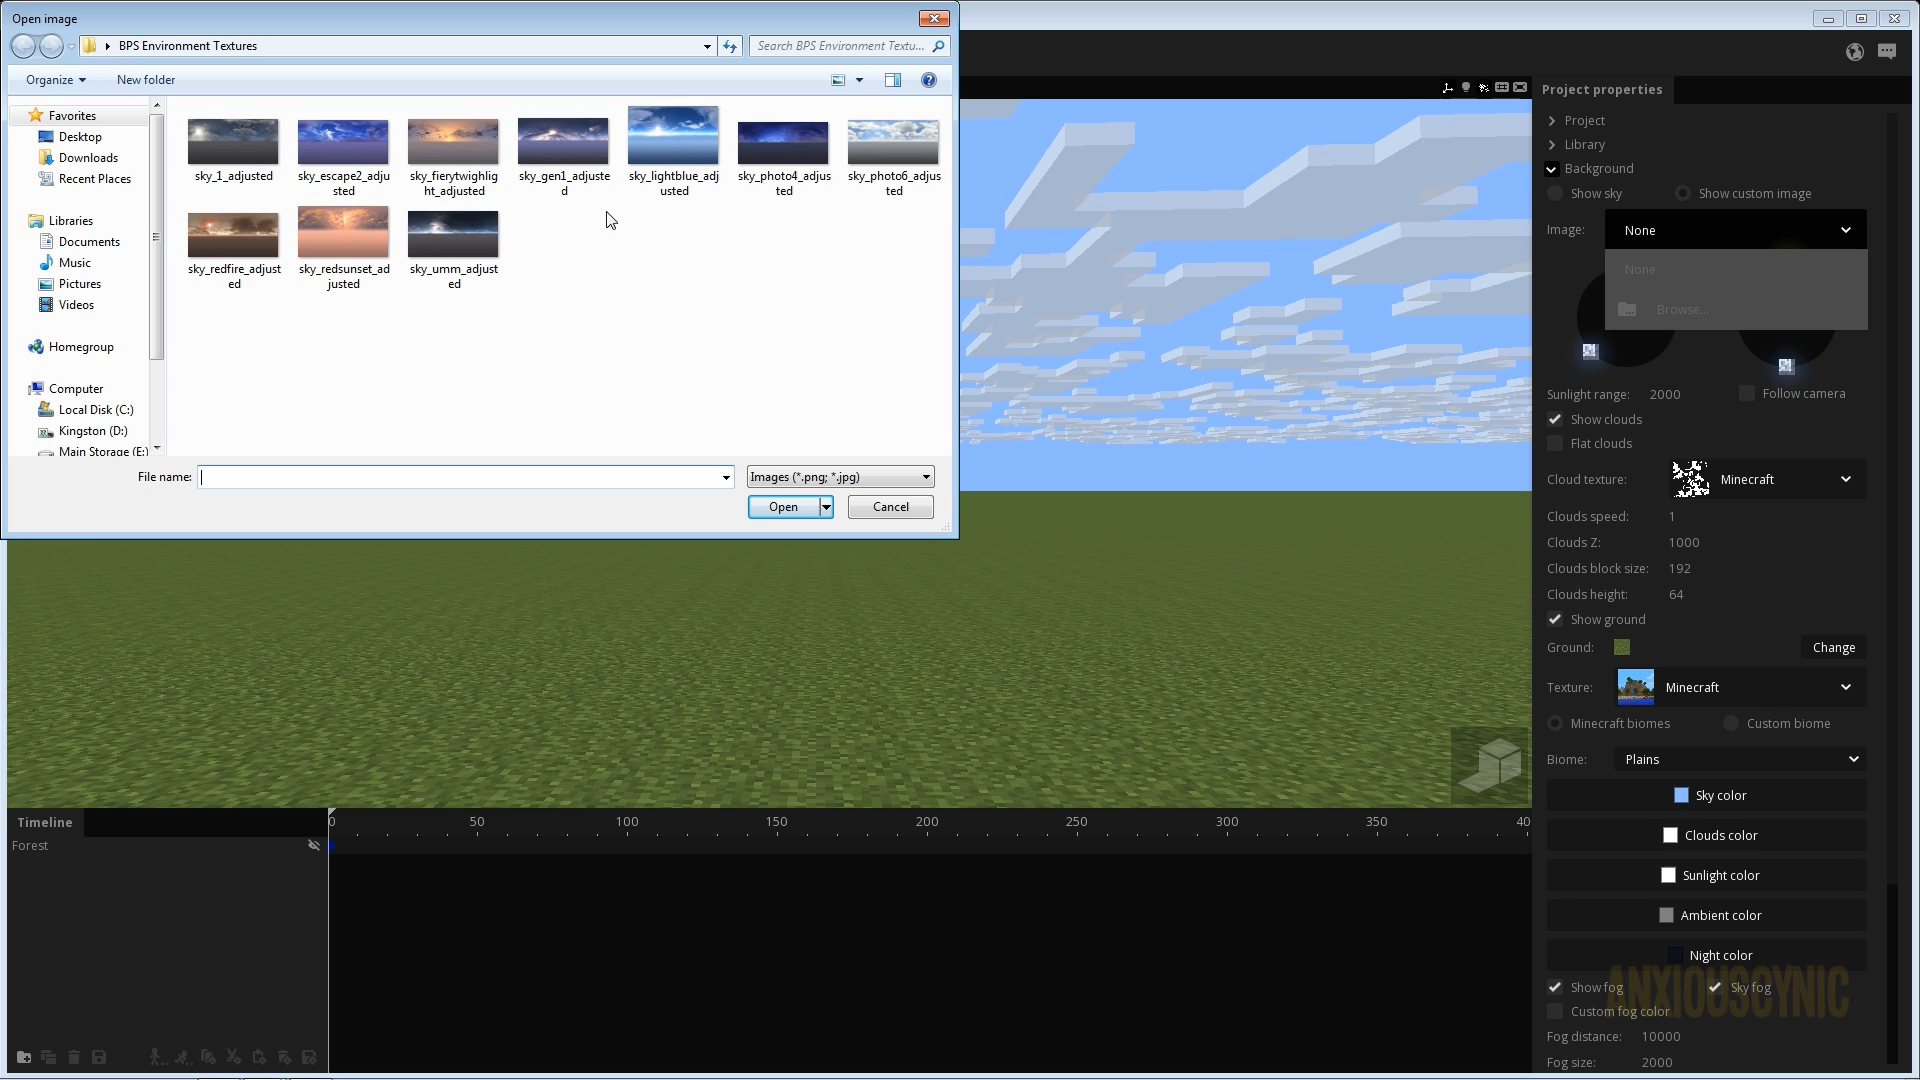 Open image
BPS Environment Textures
Search BPS Environment Textu...
Organize
New folder
Favorites
Desktop
Downloads
Recent Places
Libraries
Documents
Music
Pictures
Videos
Homegroup
Computer
Local Disk (C:)
Kingston (D:)
Main Storage (E:)
sky_1_adjusted
sky_escape2_adju
sted
sky_fierytwighlig
ht_adjusted
sky_gen1_adjuste
d
sky_lightblue_adj
usted
sky_photo4_adjus
ted
sky_photo6_adjus
ted
sky_redfire_adjust
ed
sky_redsunset_ad
justed
sky_umm_adjust
ed
File name:
Images (*.png; *.jpg)
Open
Cancel
Project properties
Project
Library
Background
Show sky
Show custom image
Image: None
None
Browse...
Sunlight range: 2000
Follow camera
Show clouds
Flat clouds
Cloud texture: Minecraft
Clouds speed: 1
Clouds Z: 1000
Clouds block size: 192
Clouds height: 64
Show ground
Ground: Change
Texture: Minecraft
Minecraft biomes
Custom biome
Biome: Plains
Sky color
Clouds color
Sunlight color
Ambient color
Night color
Show fog
Sky fog
Custom fog color
Fog distance: 10000
Fog size: 2000
ANXIOUSCYNIC
Timeline
0 50 100 150 200 250 300 350 40
Forest